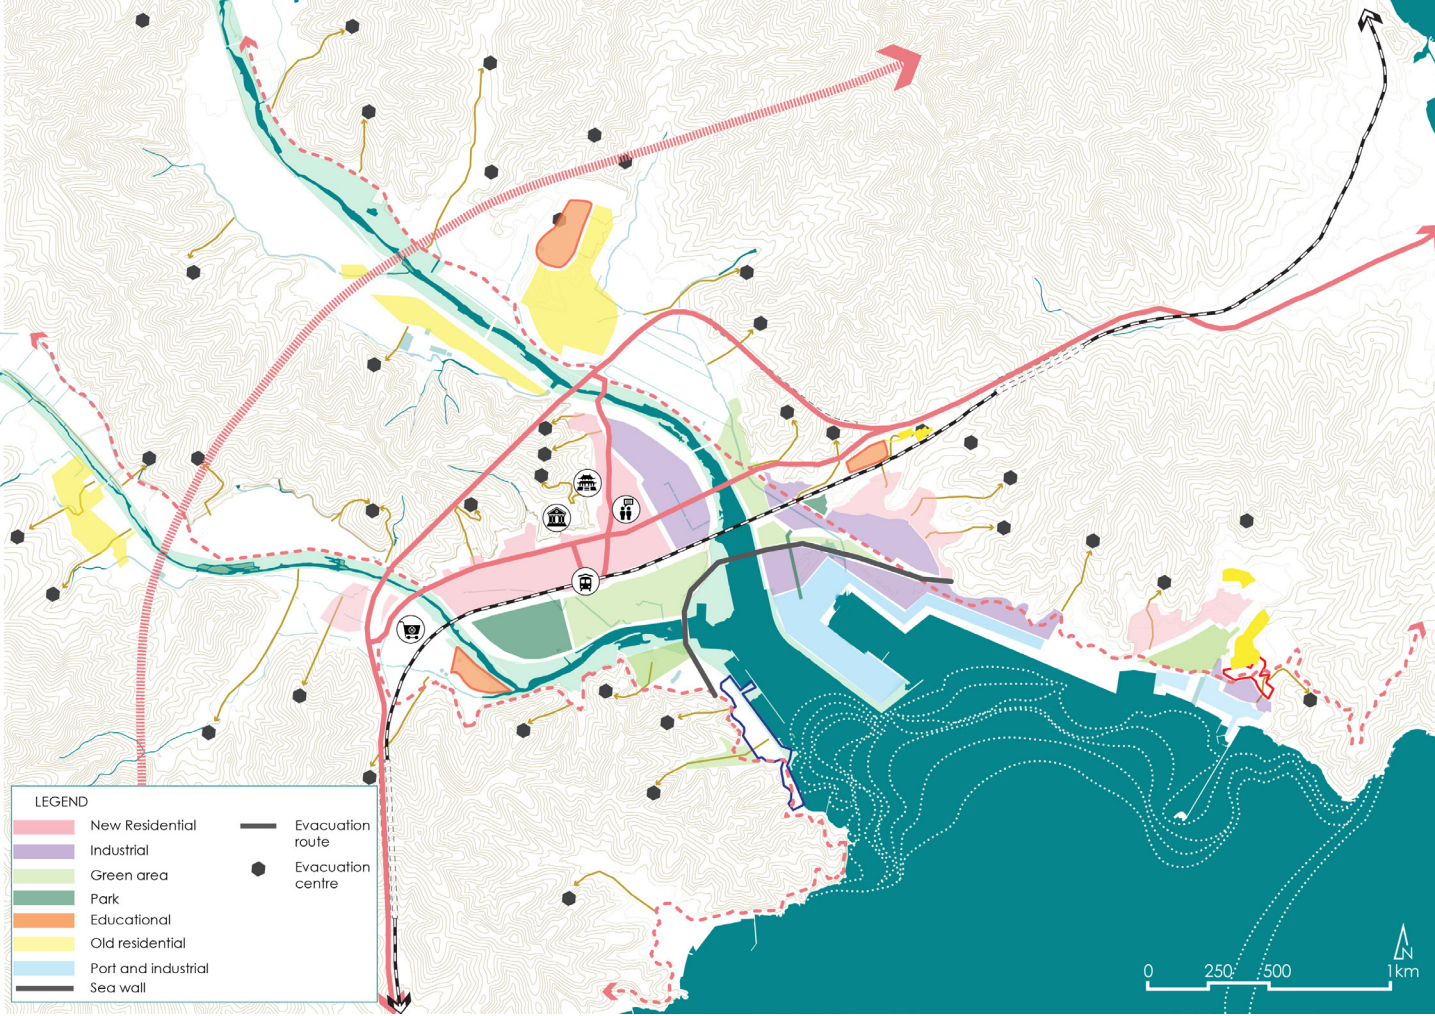 LEGEND
New Residential
Industrial
Green area
Park
Educational
Old residential
Port and industrial
Sea wall
Evacuation
route
Evacuation
centre
N
0 250 500 1km